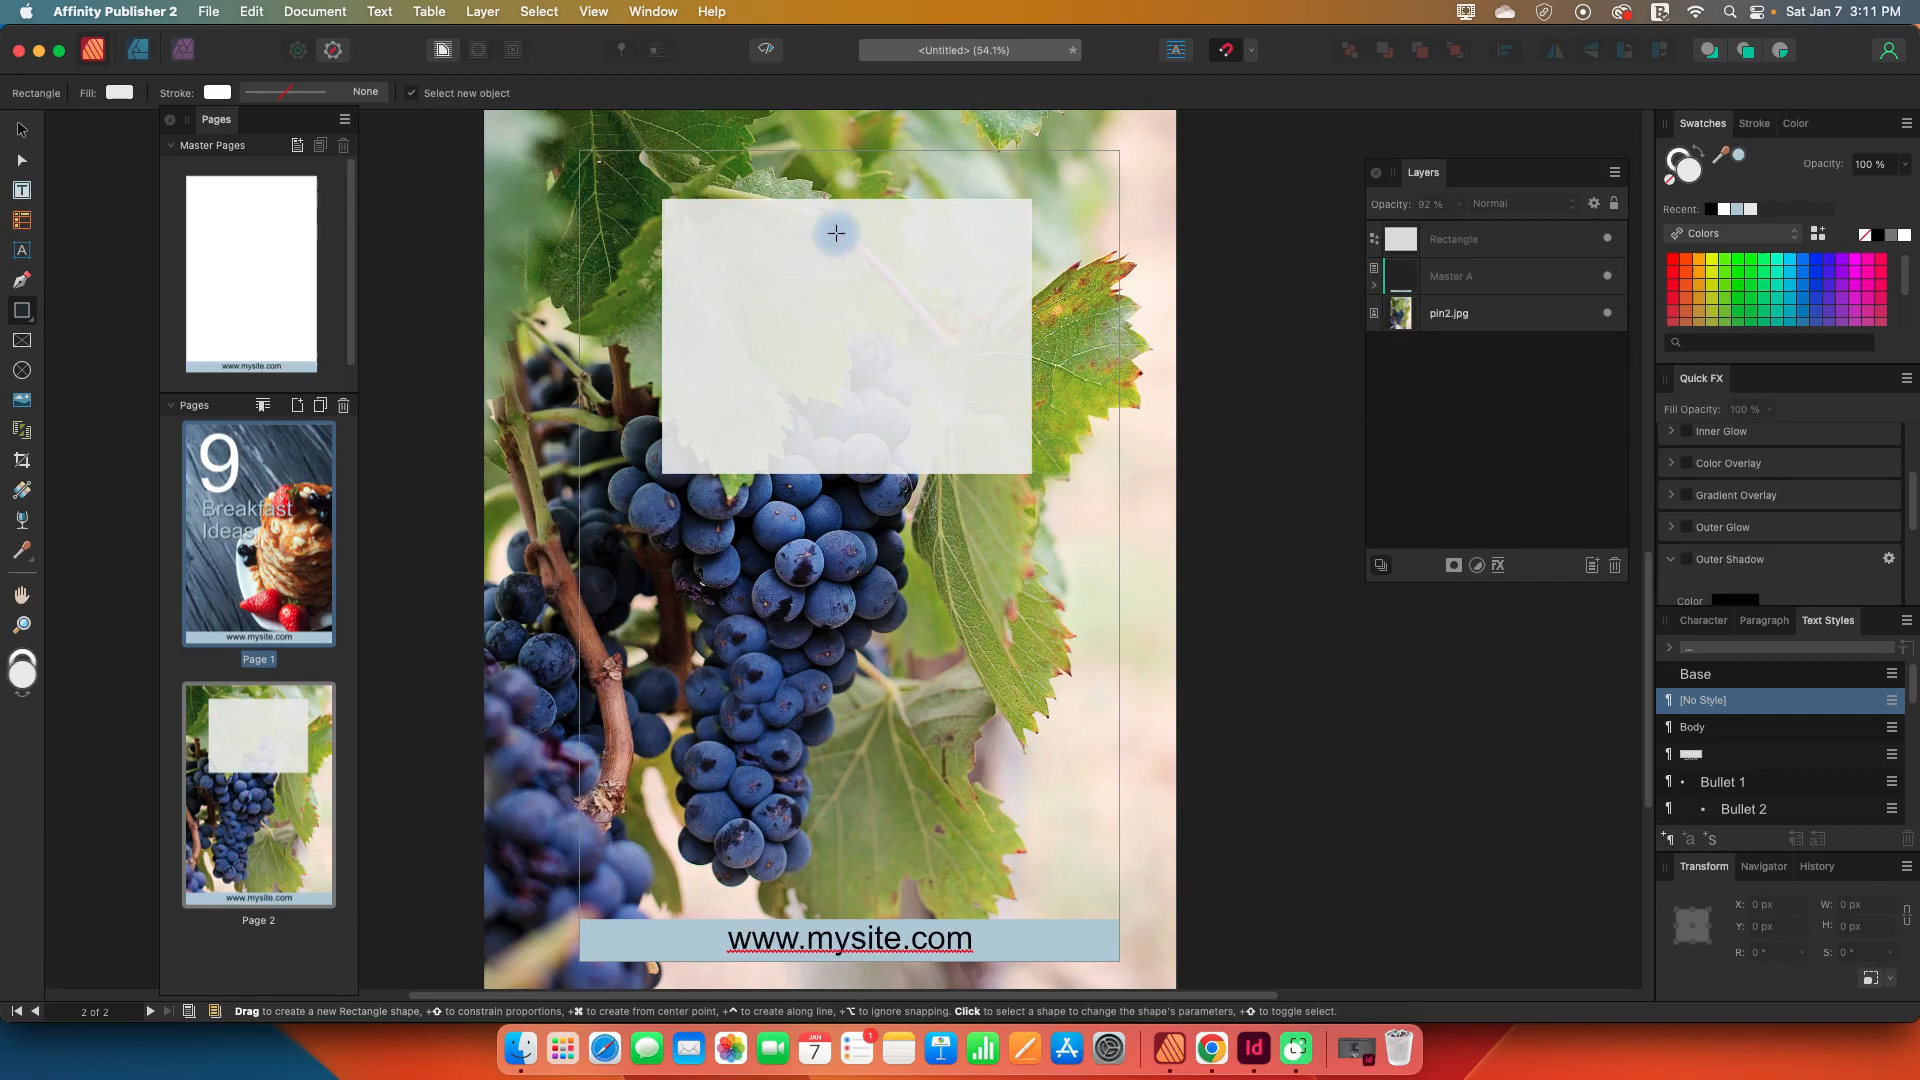 Affinity Publisher 2 File Edit Document Text Table Layer Select View Window Help
Sat Jan 7 3:11 PM
<Untitled> (54.1%)
*
Rectangle Fill: Stroke: None Select new object
Pages
Master Pages
www.mysite.com
Pages
9
Breakfast
Ideas
www.mysite.com
Page 1
www.mysite.com
Page 2
www.mysite.com
Layers
Opacity: 92 % Normal
Rectangle
Master A
pin2.jpg
Swatches Stroke Color
Opacity: 100 %
Recent:
Colors
Quick FX
Fill Opacity: 100 %
Inner Glow
Color Overlay
Gradient Overlay
Outer Glow
Outer Shadow
Color
Character Paragraph Text Styles
...
Base
[No Style]
Body
Bullet 1
Bullet 2
Transform Navigator History
X: 0 px W: 0 px
Y: 0 px H: 0 px
R: 0 ° S: 0 °
2 of 2 Drag to create a new Rectangle shape, +⇧ to constrain proportions, +⌘ to create from center point, +^ to create along line, +⌥ to ignore snapping. Click to select a shape to change the shape's parameters, +⇧ to toggle select.
JAN
7
1
Id